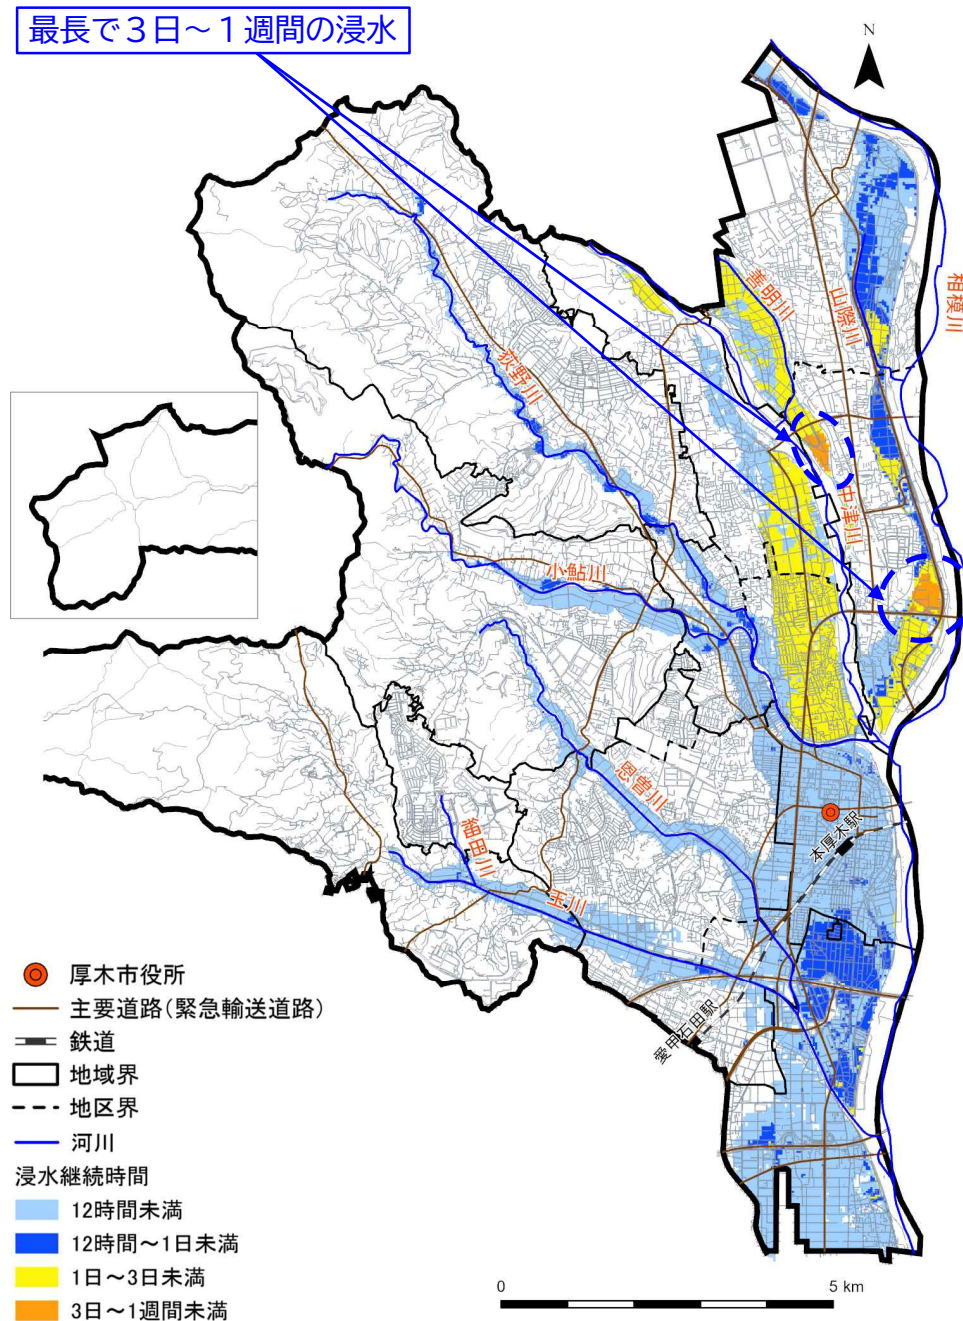 最長で３日～１週間の浸水
N
相模川
善明川
山際川
荻野川
中津川
小鮎川
恩曽川
本厚木駅
畨田川
玉川
愛甲石田駅
厚木市役所
主要道路(緊急輸送道路)
鉄道
地域界
地区界
河川
浸水継続時間
12時間未満
12時間～1日未満
1日～3日未満
3日～1週間未満
0 5 km